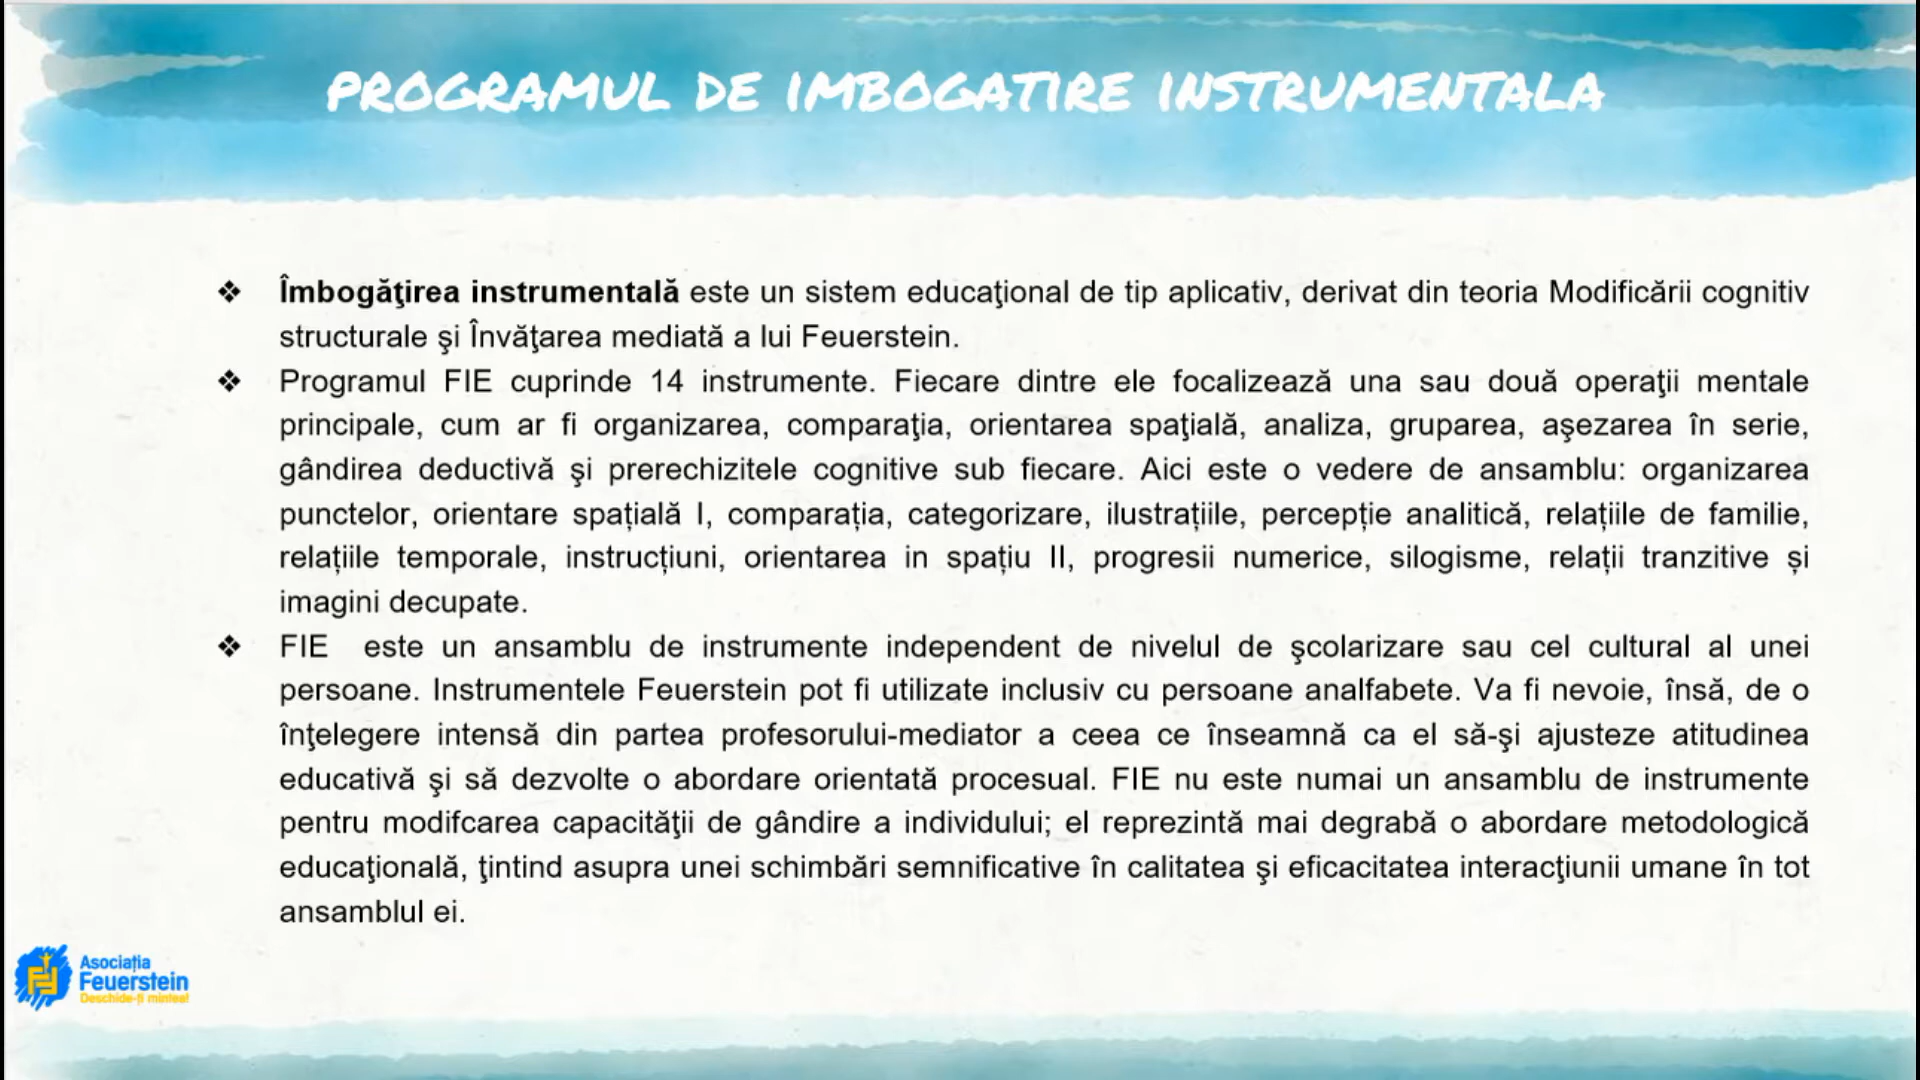 PROGRAMUL DE IMBOGATIRE INSTRUMENTALA
❖ Îmbogăţirea instrumentală este un sistem educaţional de tip aplicativ, derivat din teoria Modificării cognitiv
structurale şi Învăţarea mediată a lui Feuerstein.
❖ Programul FIE cuprinde 14 instrumente. Fiecare dintre ele focalizează una sau două operaţii mentale
principale, cum ar fi organizarea, comparaţia, orientarea spaţială, analiza, gruparea, aşezarea în serie,
gândirea deductivă şi prerechizitele cognitive sub fiecare. Aici este o vedere de ansamblu: organizarea
punctelor, orientare spațială I, comparația, categorizare, ilustrațiile, percepție analitică, relațiile de familie,
relațiile temporale, instrucțiuni, orientarea in spațiu II, progresii numerice, silogisme, relații tranzitive și
imagini decupate.
❖ FIE este un ansamblu de instrumente independent de nivelul de şcolarizare sau cel cultural al unei
persoane. Instrumentele Feuerstein pot fi utilizate inclusiv cu persoane analfabete. Va fi nevoie, însă, de o
înţelegere intensă din partea profesorului-mediator a ceea ce înseamnă ca el să-şi ajusteze atitudinea
educativă şi să dezvolte o abordare orientată procesual. FIE nu este numai un ansamblu de instrumente
pentru modifcarea capacităţii de gândire a individului; el reprezintă mai degrabă o abordare metodologică
educaţională, ţintind asupra unei schimbări semnificative în calitatea şi eficacitatea interacţiunii umane în tot
ansamblul ei.
Asociația
Feuerstein
Deschide-ți mintea!